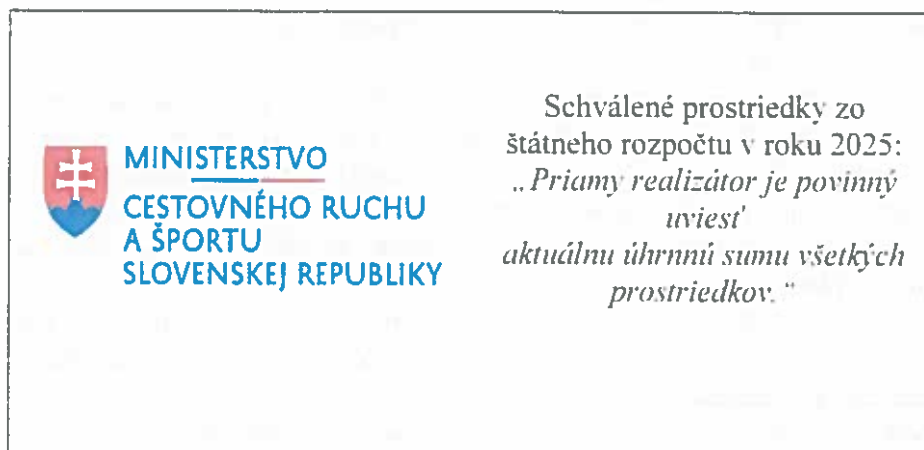 MINISTERSTVO
CESTOVNÉHO RUCHU
A ŠPORTU
SLOVENSKEJ REPUBLIKY
Schválené prostriedky zo
štátneho rozpočtu v roku 2025:
„Priamy realizátor je povinný
uviesť
aktuálnu úhrnnú sumu všetkých
prostriedkov."